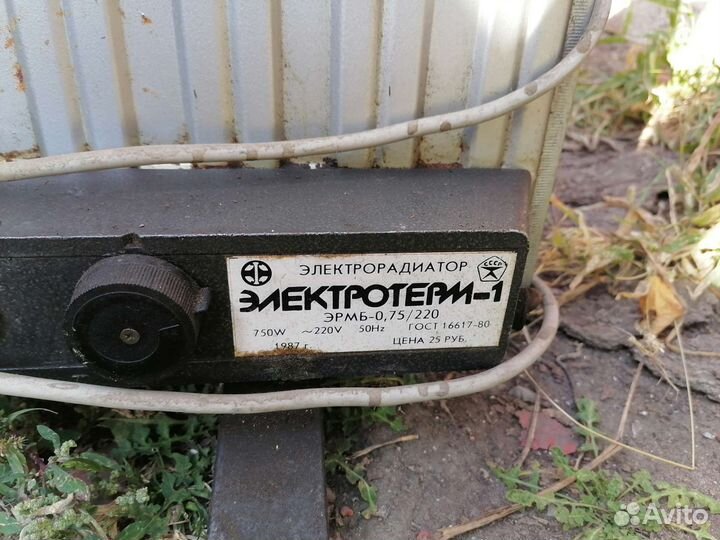 ЭЛЕКТРОРАДИАТОР
СССР
ЭЛЕКТРОТЕРМ-1
ЭРМБ-0,75/220
750W ~220V 50Hz ГОСТ 16617-80
1987 г. ЦЕНА 25 РУБ.
Avito